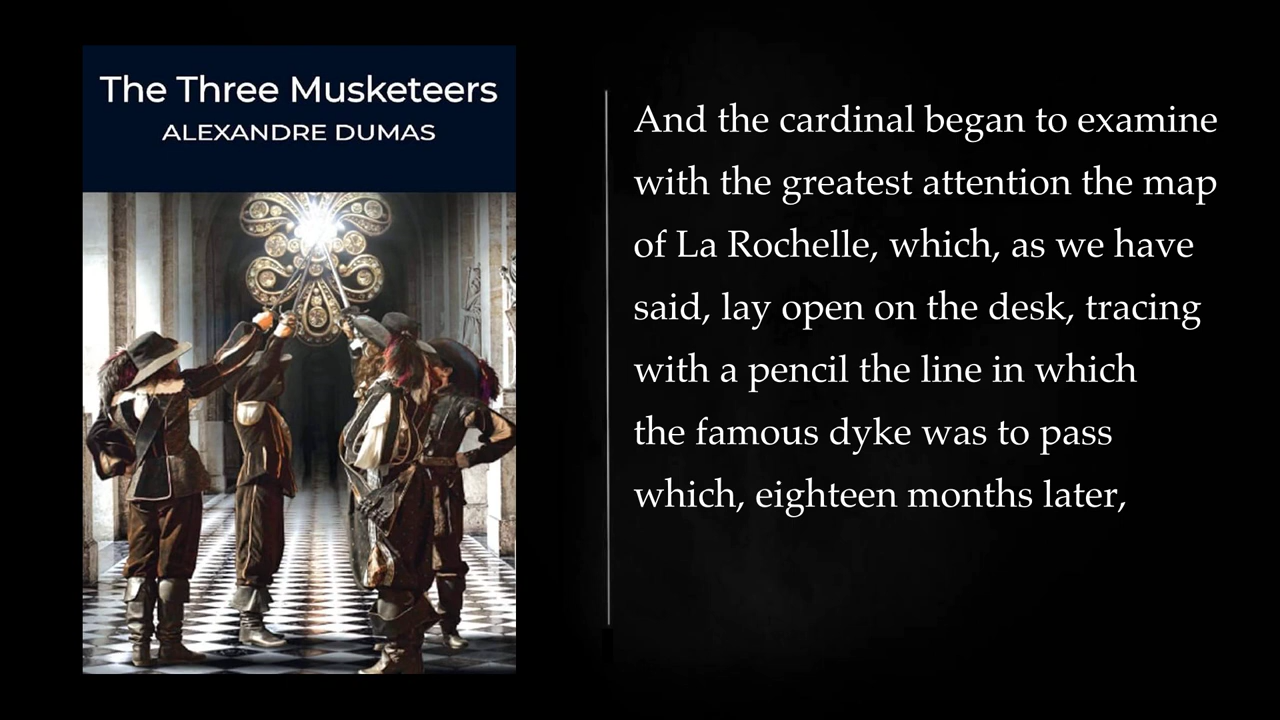 The Three Musketeers
ALEXANDRE DUMAS
And the cardinal began to examine
with the greatest attention the map
of La Rochelle, which, as we have
said, lay open on the desk, tracing
with a pencil the line in which
the famous dyke was to pass
which, eighteen months later,